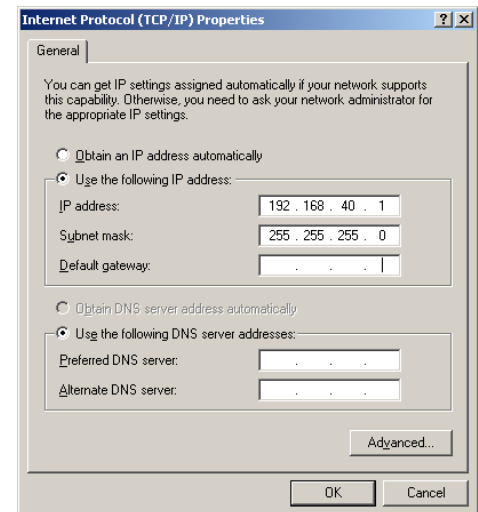 Internet Protocol (TCP/IP) Properties
General
You can get IP settings assigned automatically if your network supports
this capability. Otherwise, you need to ask your network administrator for
the appropriate IP settings.
Obtain an IP address automatically
Use the following IP address:
IP address: 192 . 168 . 40 . 1
Subnet mask: 255 . 255 . 255 . 0
Default gateway: . . .
Obtain DNS server address automatically
Use the following DNS server addresses:
Preferred DNS server: . . .
Alternate DNS server: . . .
Advanced...
OK Cancel